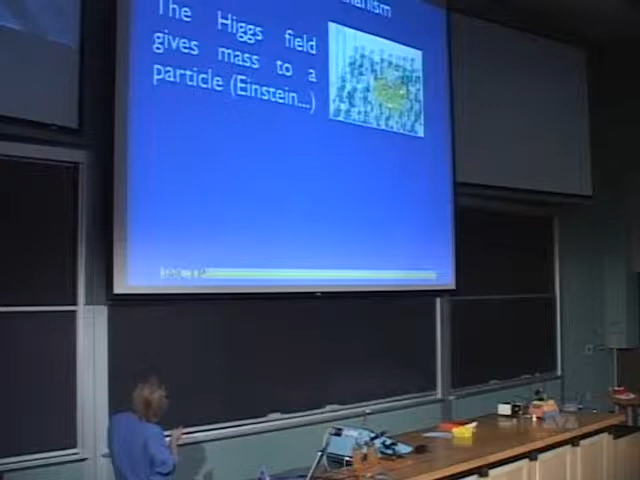 The Higgs field
gives mass to a
particle (Einstein...)